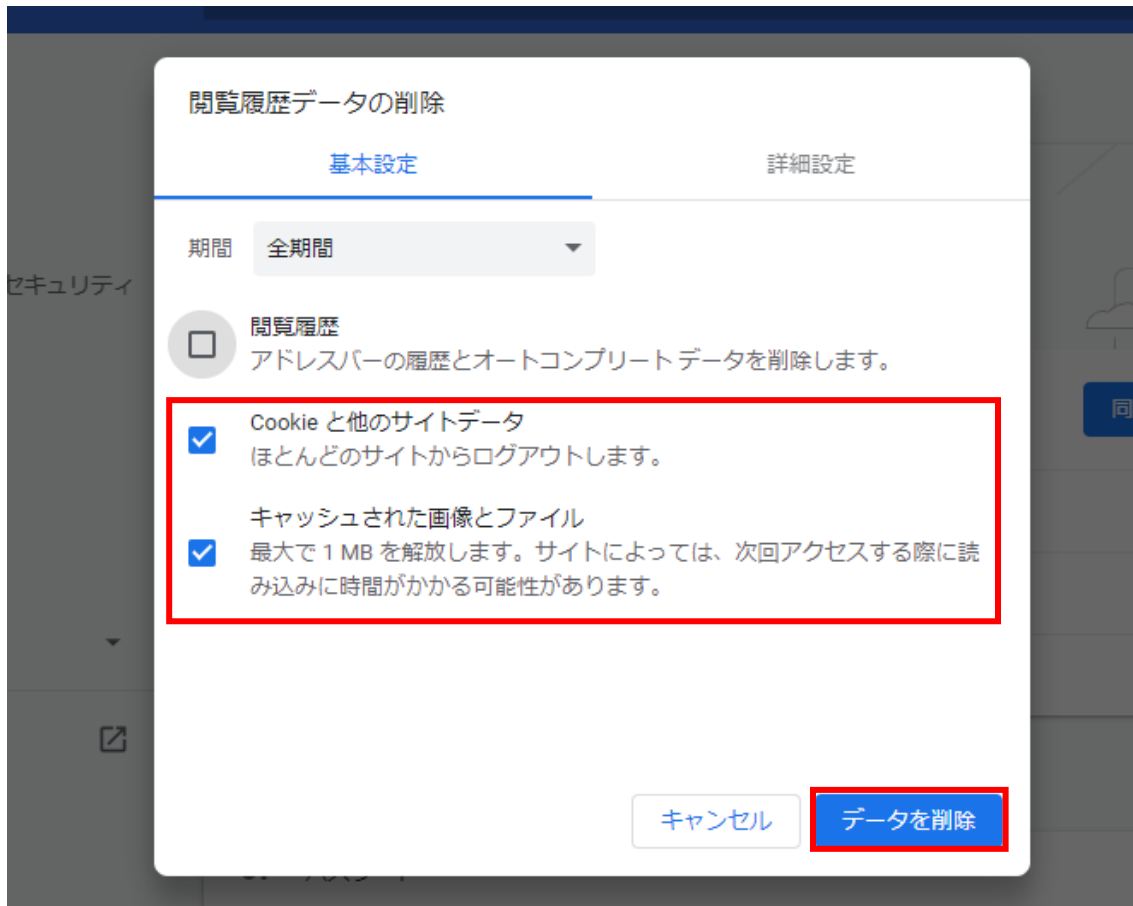 閲覧履歴データの削除
基本設定
詳細設定
期間
全期間
セキュリティ
閲覧履歴
アドレスバーの履歴とオートコンプリート データを削除します。
Cookie と他のサイトデータ
ほとんどのサイトからログアウトします。
同
キャッシュされた画像とファイル
最大で 1 MB を解放します。サイトによっては、次回アクセスする際に読
み込みに時間がかかる可能性があります。
キャンセル
データを削除